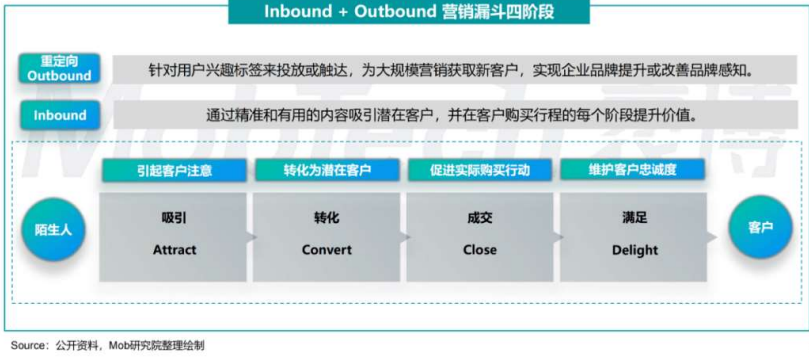 Inbound + Outbound 营销漏斗四阶段
重定向
Outbound
针对用户兴趣标签来投放或触达，为大规模营销获取新客户，实现企业品牌提升或改善品牌感知。
Inbound
通过精准和有用的内容吸引潜在客户，并在客户购买行程的每个阶段提升价值。
MobTech 袤博
引起客户注意
转化为潜在客户
促进实际购买行动
维护客户忠诚度
陌生人
吸引
Attract
转化
Convert
成交
Close
满足
Delight
客户
Source：公开资料，Mob研究院整理绘制